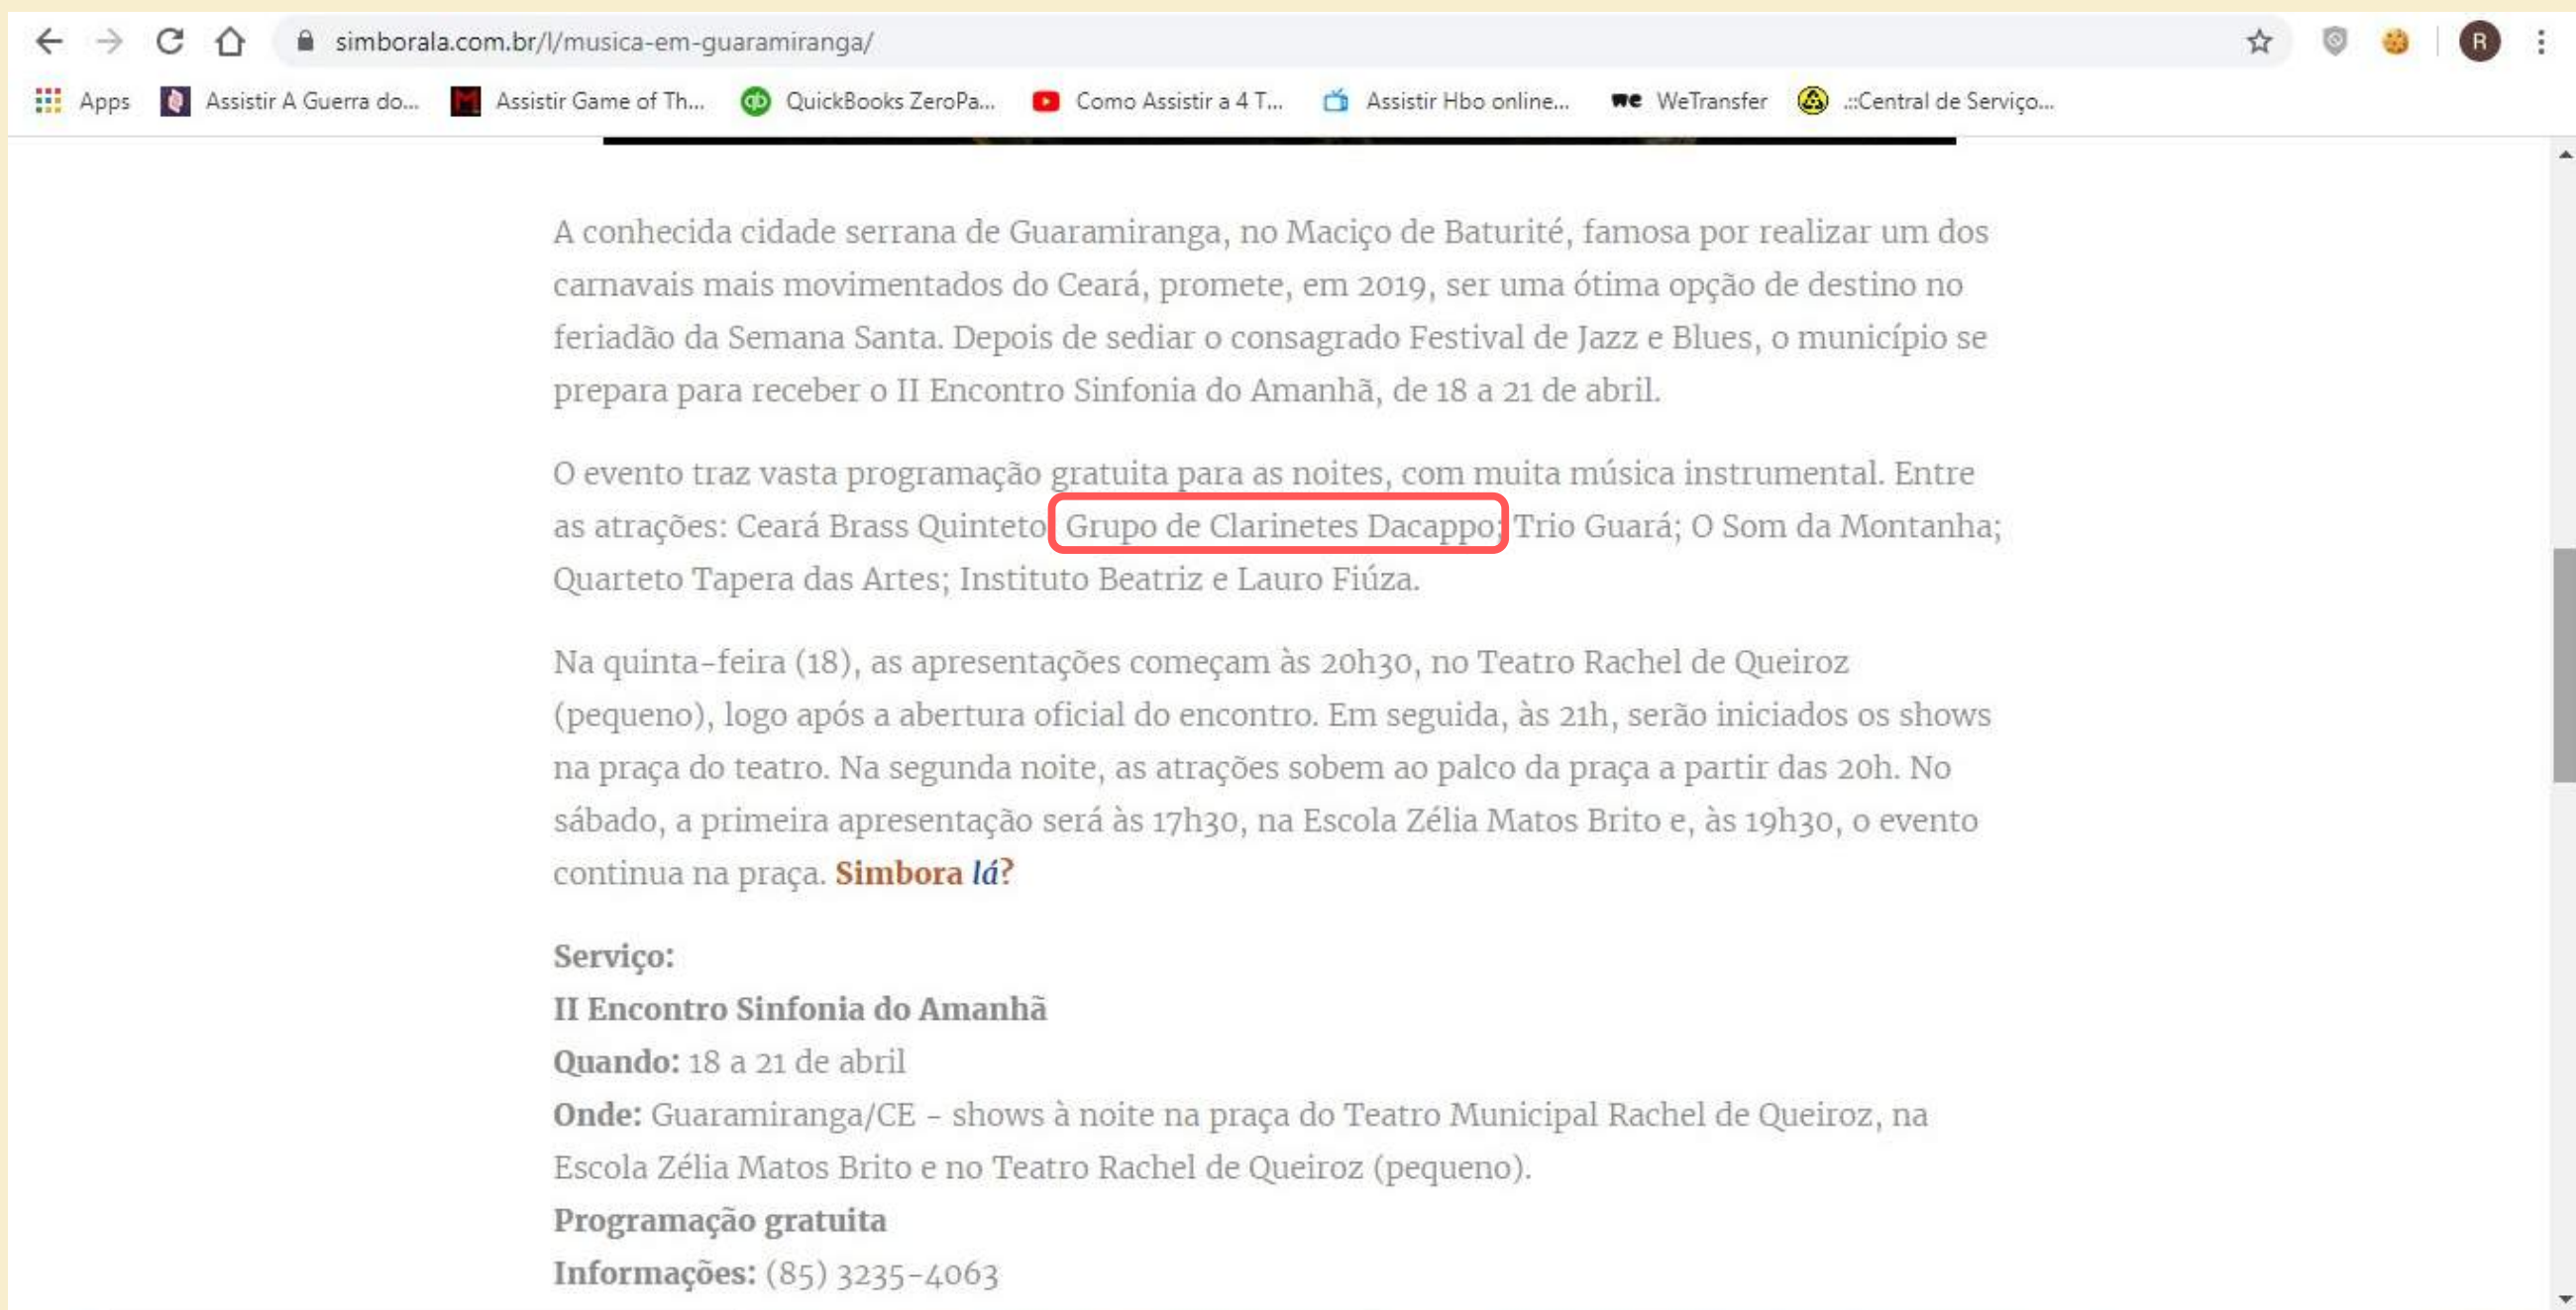 simborala.com.br/l/musica-em-guaramiranga/
R
Apps Assistir A Guerra do... Assistir Game of Th... QuickBooks ZeroPa... Como Assistir a 4 T... Assistir Hbo online... WeTransfer .::Central de Serviço...
A conhecida cidade serrana de Guaramiranga, no Maciço de Baturité, famosa por realizar um dos
carnavais mais movimentados do Ceará, promete, em 2019, ser uma ótima opção de destino no
feriadão da Semana Santa. Depois de sediar o consagrado Festival de Jazz e Blues, o município se
prepara para receber o II Encontro Sinfonia do Amanhã, de 18 a 21 de abril.
O evento traz vasta programação gratuita para as noites, com muita música instrumental. Entre
as atrações: Ceará Brass Quinteto Grupo de Clarinetes Dacappo; Trio Guará; O Som da Montanha;
Quarteto Tapera das Artes; Instituto Beatriz e Lauro Fiúza.
Na quinta-feira (18), as apresentações começam às 20h30, no Teatro Rachel de Queiroz
(pequeno), logo após a abertura oficial do encontro. Em seguida, às 21h, serão iniciados os shows
na praça do teatro. Na segunda noite, as atrações sobem ao palco da praça a partir das 20h. No
sábado, a primeira apresentação será às 17h30, na Escola Zélia Matos Brito e, às 19h30, o evento
continua na praça. Simbora lá?
Serviço:
II Encontro Sinfonia do Amanhã
Quando: 18 a 21 de abril
Onde: Guaramiranga/CE - shows à noite na praça do Teatro Municipal Rachel de Queiroz, na
Escola Zélia Matos Brito e no Teatro Rachel de Queiroz (pequeno).
Programação gratuita
Informações: (85) 3235-4063